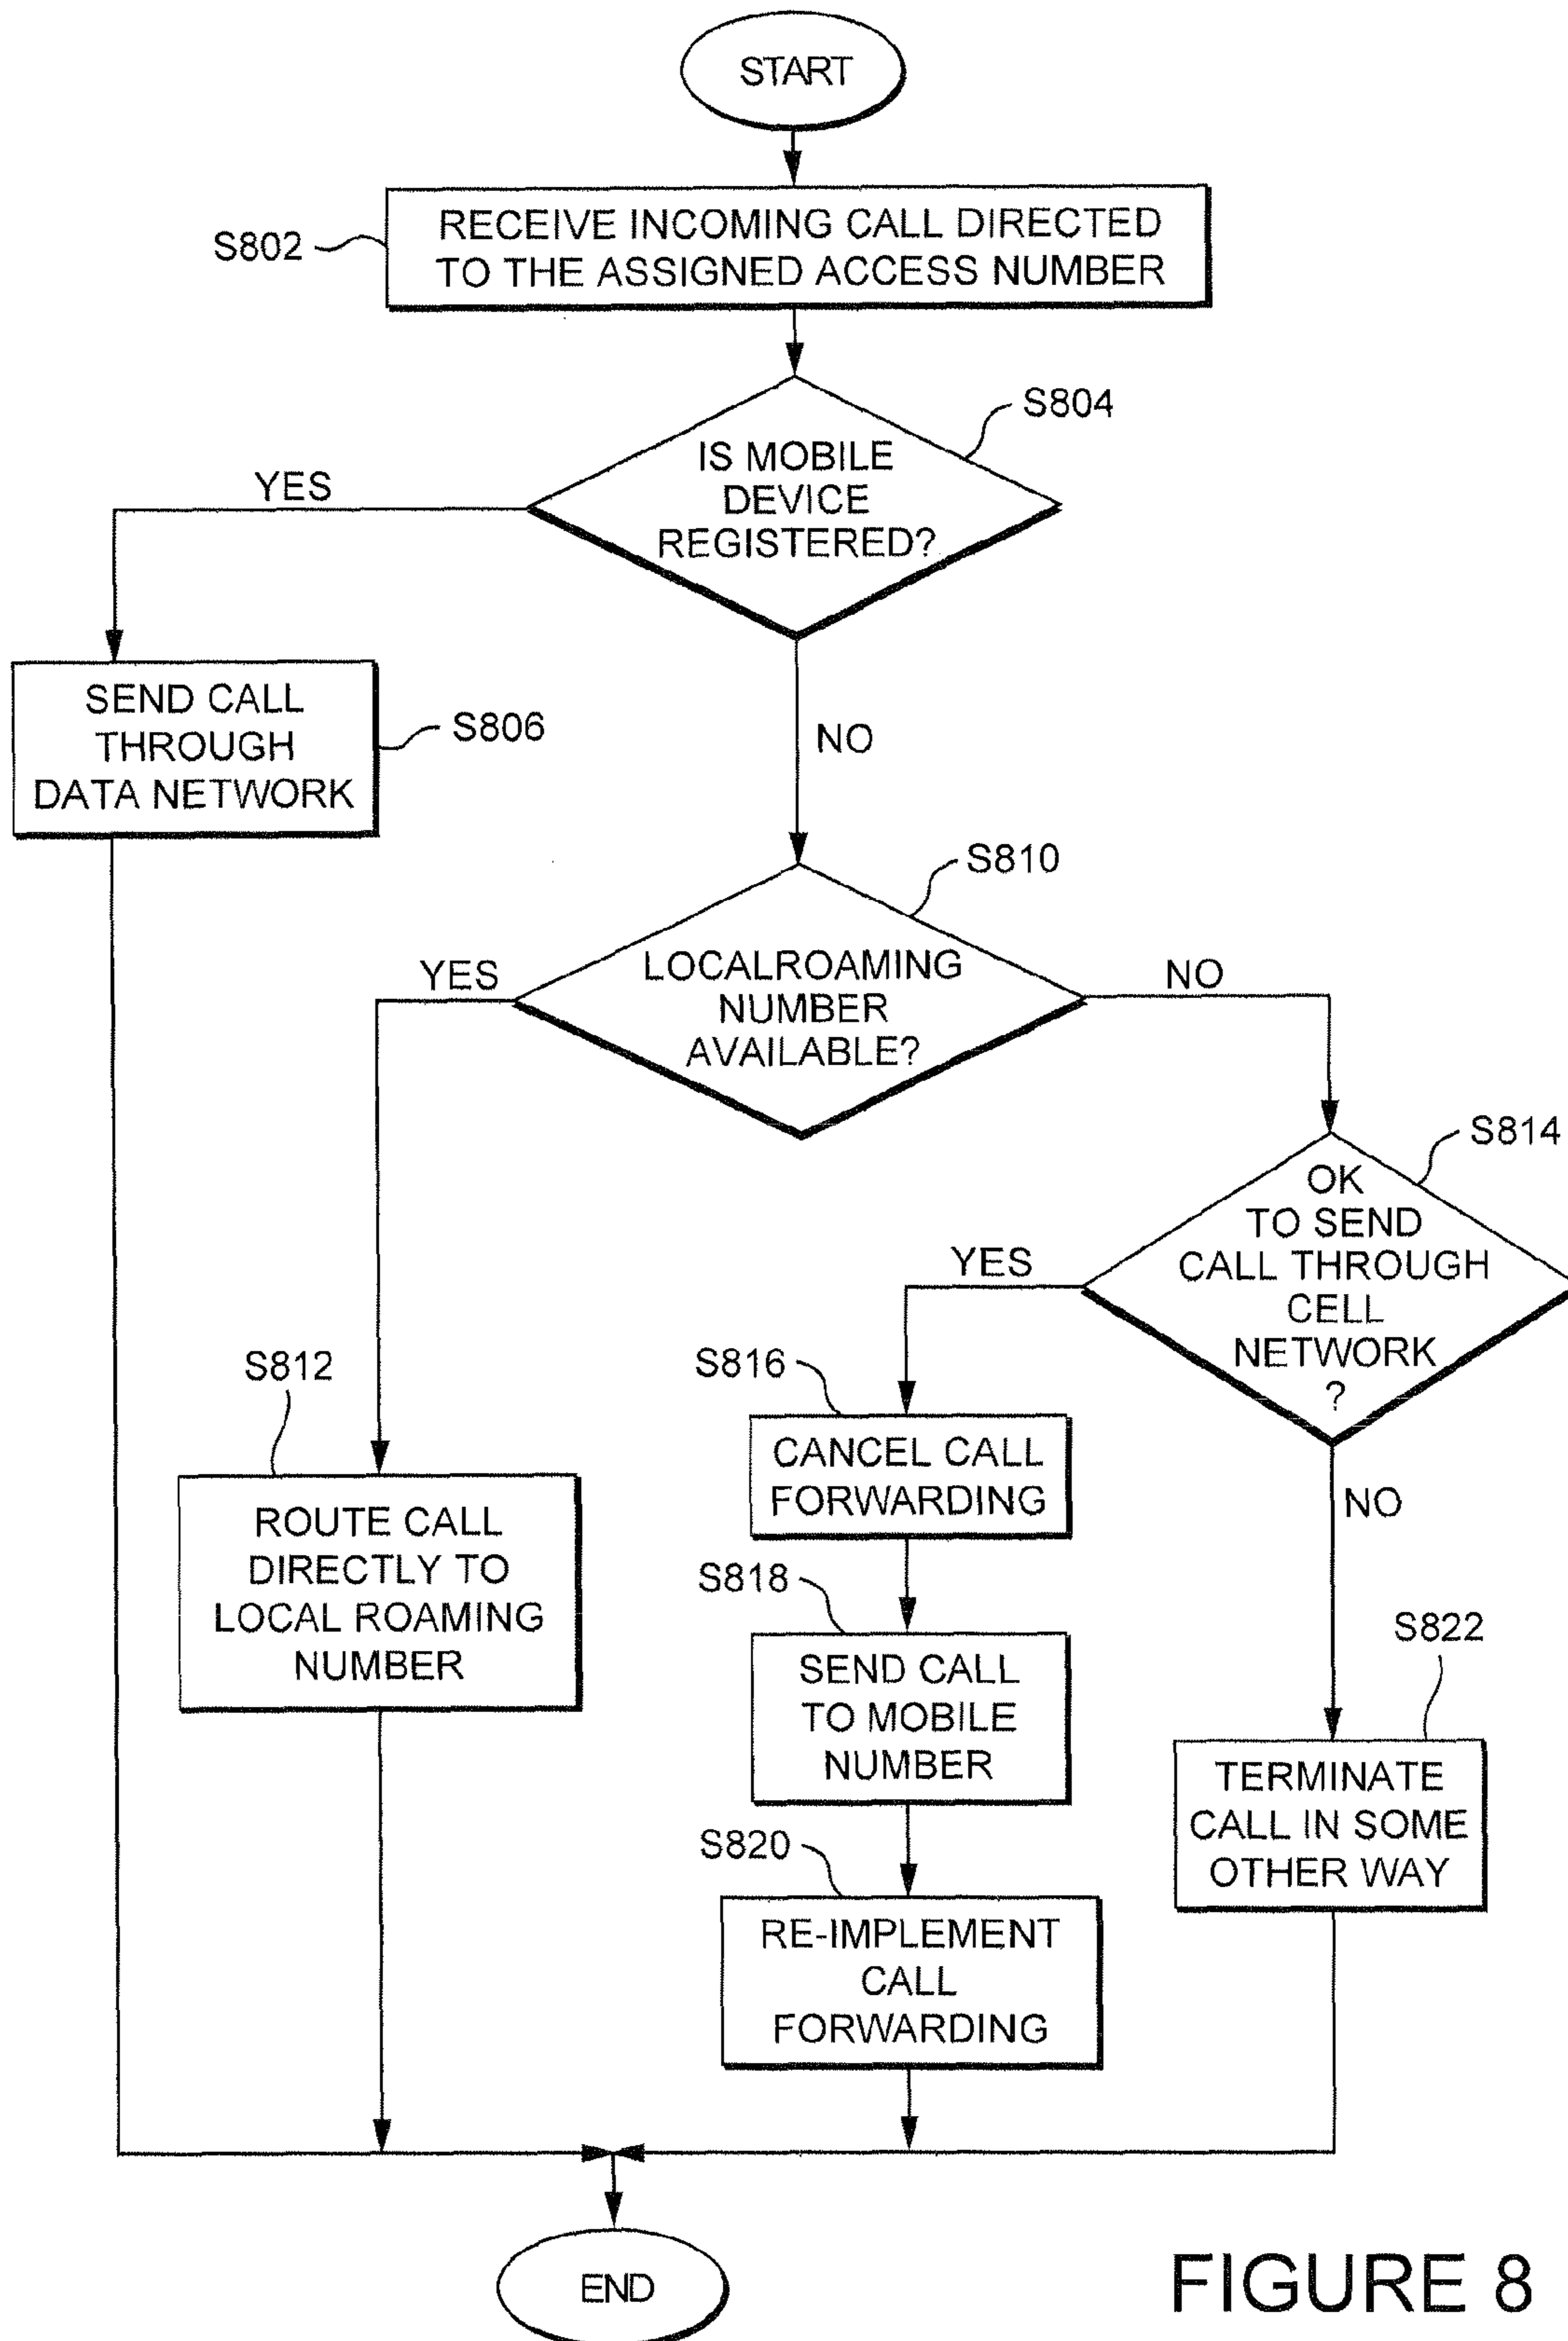 START
S802
RECEIVE INCOMING CALL DIRECTED
TO THE ASSIGNED ACCESS NUMBER
S804
IS MOBILE
DEVICE
REGISTERED?
YES
SEND CALL
THROUGH
DATA NETWORK
S806
NO
S810
LOCALROAMING
NUMBER
AVAILABLE?
YES
NO
S814
OK
TO SEND
CALL THROUGH
CELL
NETWORK
?
YES
S812
ROUTE CALL
DIRECTLY TO
LOCAL ROAMING
NUMBER
S816
CANCEL CALL
FORWARDING
NO
S818
SEND CALL
TO MOBILE
NUMBER
S822
TERMINATE
CALL IN SOME
OTHER WAY
S820
RE-IMPLEMENT
CALL
FORWARDING
END
FIGURE 8